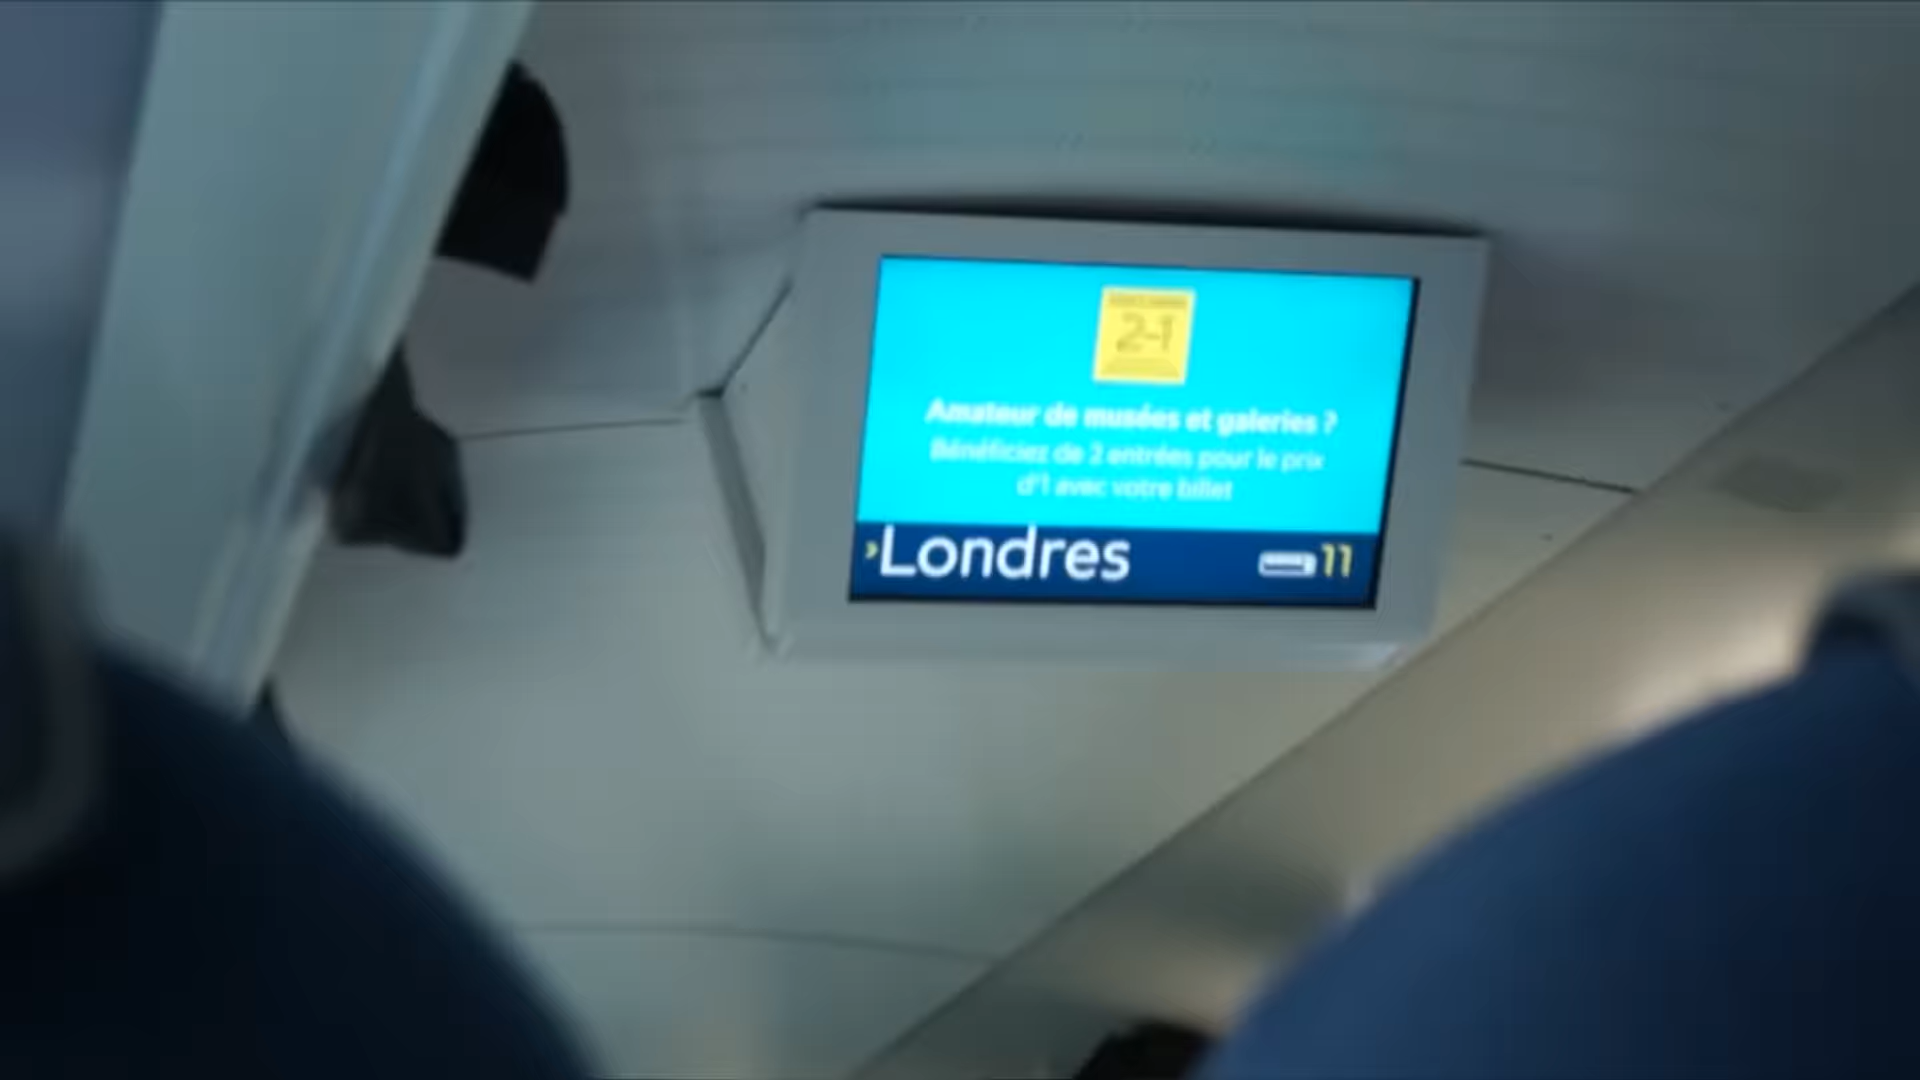 2-1
Amateur de musées et galeries ?
Bénéficiez de 2 entrées pour le prix
d'1 avec votre billet
›Londres
11